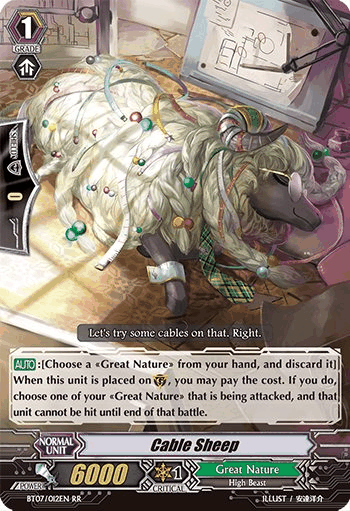 1
GRADE
Let's try some cables on that. Right.
AUTO:[Choose a «Great Nature» from your hand, and discard it]
When this unit is placed on , you may pay the cost. If you do,
choose one of your «Great Nature» that is being attacked, and that
unit cannot be hit until end of that battle.
NORMAL
UNIT
Cable Sheep
POWER
6000
1
CRITICAL
Great Nature
High Beast
BT07/012EN RR
ILLUST / 安達洋介